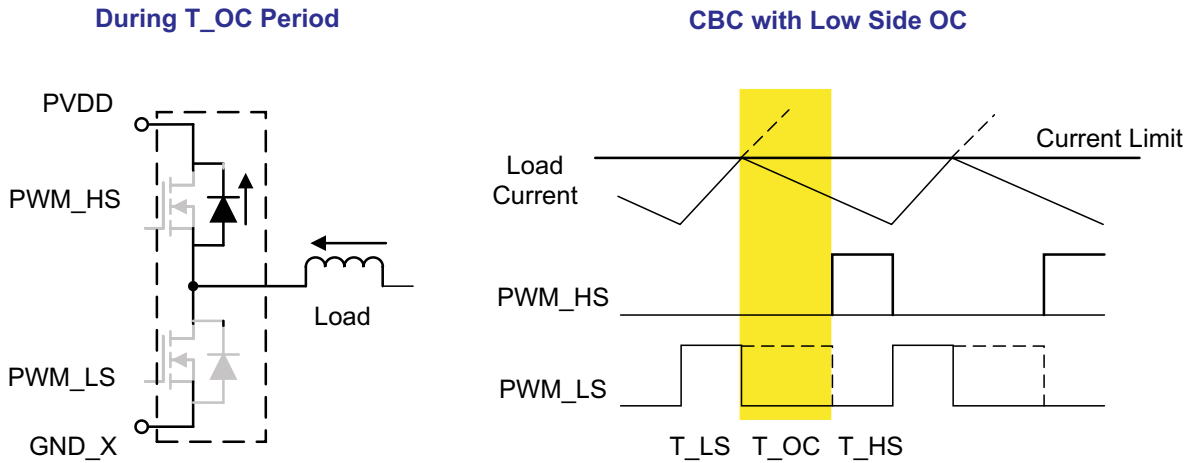 During T_OC Period
CBC with Low Side OC
PVDD
PWM_HS
Load
PWM_LS
GND_X
Current Limit
Load
Current
PWM_HS
PWM_LS
T_LS T_OC T_HS